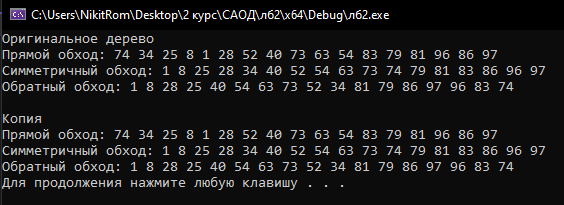 C:\Users\NikitRom\Desktop\2 курс\САОД\л62\x64\Debug\л62.exe
Оригинальное дерево
Прямой обход: 74 34 25 8 1 28 52 40 73 63 54 83 79 81 96 86 97
Симметричный обход: 1 8 25 28 34 40 52 54 63 73 74 79 81 83 86 96 97
Обратный обход: 1 8 28 25 40 54 63 73 52 34 81 79 86 97 96 83 74
Копия
Прямой обход: 74 34 25 8 1 28 52 40 73 63 54 83 79 81 96 86 97
Симметричный обход: 1 8 25 28 34 40 52 54 63 73 74 79 81 83 86 96 97
Обратный обход: 1 8 28 25 40 54 63 73 52 34 81 79 86 97 96 83 74
Для продолжения нажмите любую клавишу . . .